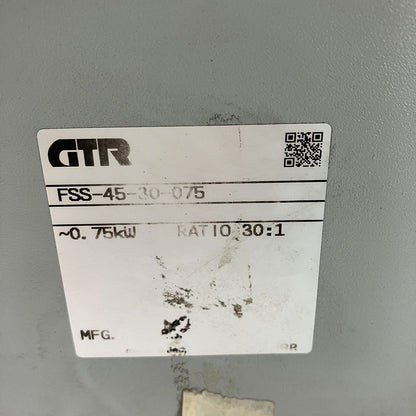 GTR
FSS-45-30-075
~0.75kW RATIO 30:1
MFG.